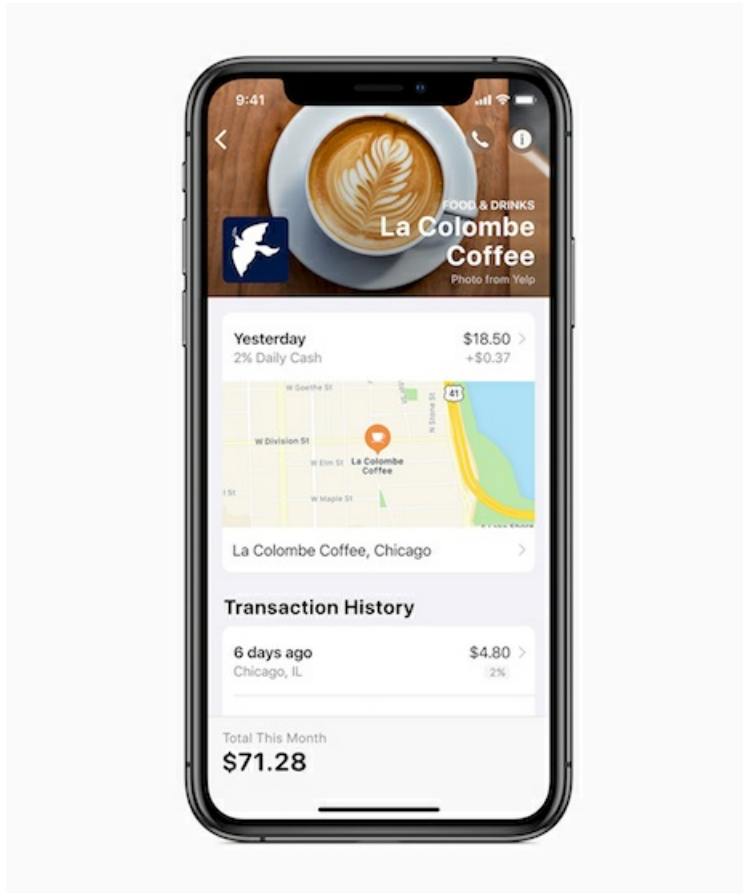 9:41
FOOD & DRINKS
La Colombe
Coffee
Photo from Yelp
Yesterday
$18.50
2% Daily Cash
+$0.37
W Goethe St
41
N Stone St
W Division St
W Elm St
La Colombe
Coffee
St
W Maple St
La Colombe Coffee, Chicago
Transaction History
6 days ago
$4.80
Chicago, IL
2%
Total This Month
$71.28